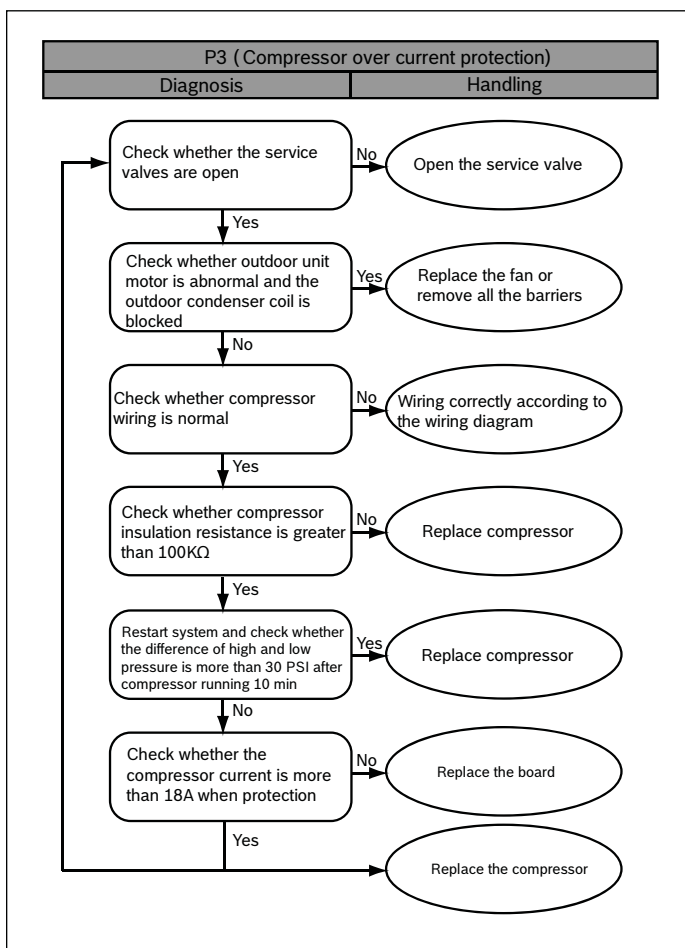 P3 ( Compressor over current protection)
Diagnosis
Handling
Check whether the service
valves are open
No
Open the service valve
Yes
Check whether outdoor unit
motor is abnormal and the
outdoor condenser coil is
blocked
Yes
Replace the fan or
remove all the barriers
No
Check whether compressor
wiring is normal
No
Wiring correctly according to
the wiring diagram
Yes
Check whether compressor
insulation resistance is greater
than 100KΩ
No
Replace compressor
Yes
Restart system and check whether
the difference of high and low
pressure is more than 30 PSI after
compressor running 10 min
Yes
Replace compressor
No
Check whether the
compressor current is more
than 18A when protection
No
Replace the board
Yes
Replace the compressor